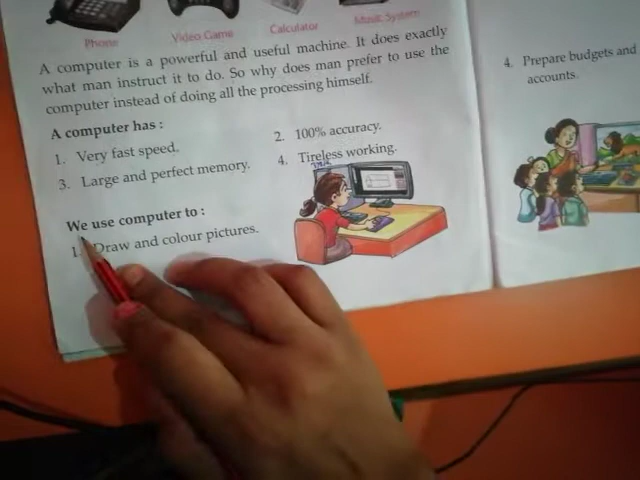 Phone
Video Game
Calculator
Music System
A computer is a powerful and useful machine. It does exactly
what man instruct it to do. So why does man prefer to use the
computer instead of doing all the processing himself.
A computer has :
1. Very fast speed.
2. 100% accuracy.
3. Large and perfect memory.
4. Tireless working.
We use computer to :
1. Draw and colour pictures.
4. Prepare budgets and
accounts.